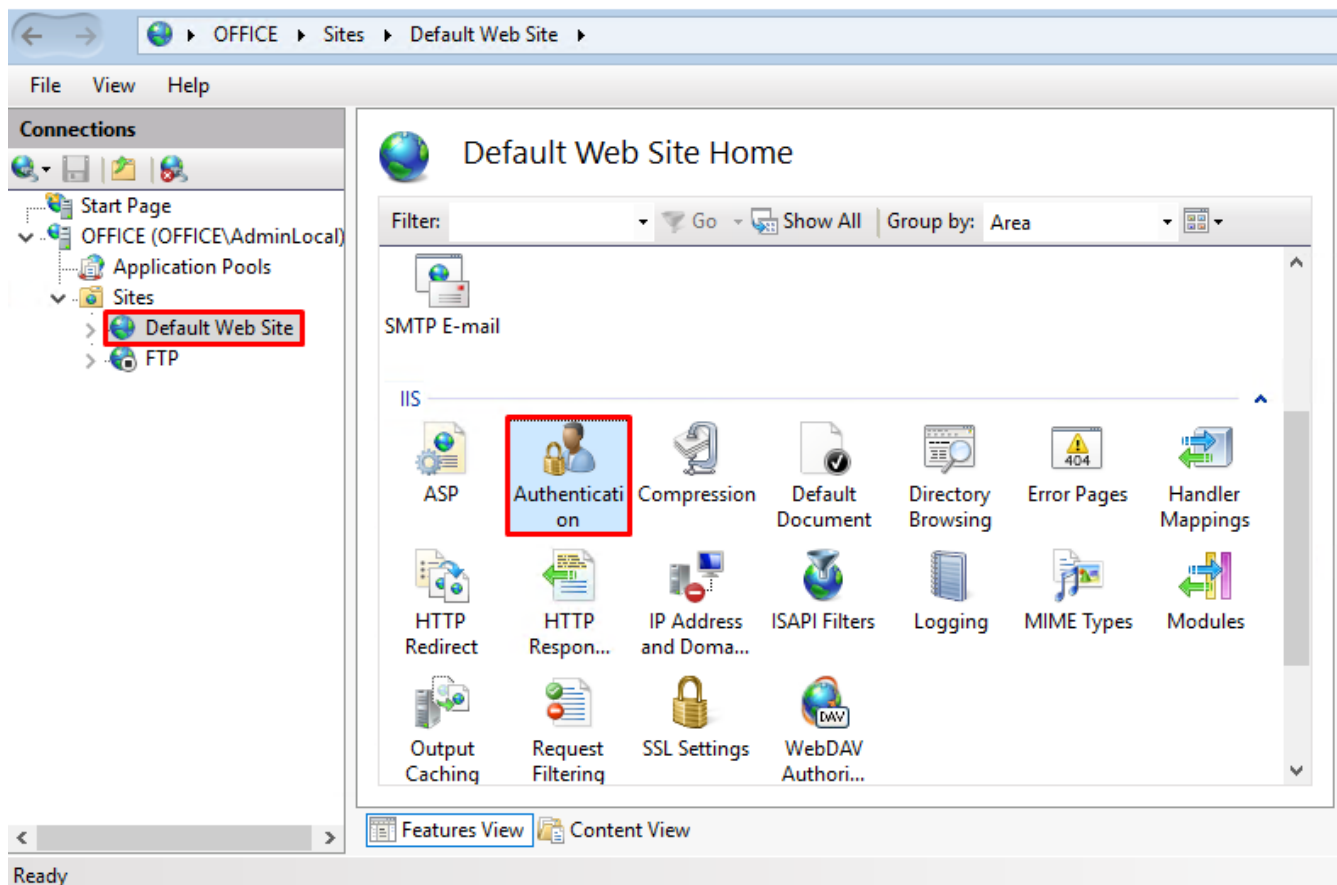 OFFICE Sites Default Web Site
File View Help
Connections
Start Page
OFFICE (OFFICE\AdminLocal)
Application Pools
Sites
Default Web Site
FTP
Default Web Site Home
Filter: Go Show All Group by: Area
SMTP E-mail
IIS
ASP
Authenticati
on
Compression
Default
Document
Directory
Browsing
Error Pages
Handler
Mappings
HTTP
Redirect
HTTP
Respon...
IP Address
and Doma...
ISAPI Filters
Logging
MIME Types
Modules
Output
Caching
Request
Filtering
SSL Settings
WebDAV
Authori...
404
DAV
Features View Content View
Ready